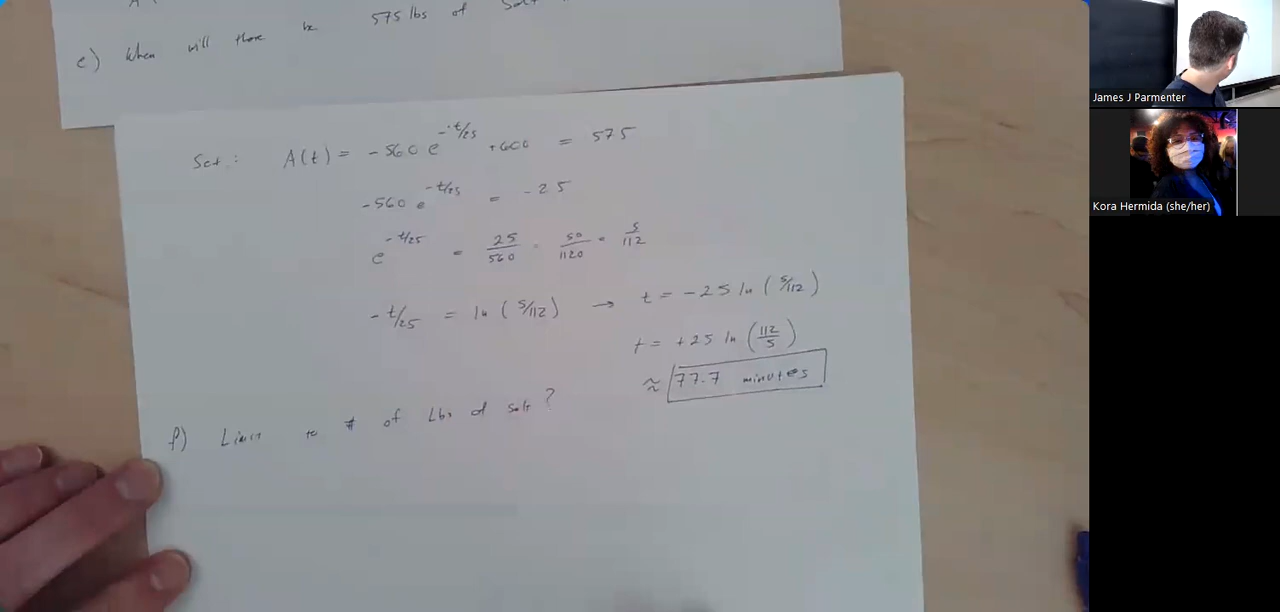 e) When will there be 575 lbs of Salt
Set: A(t) = -560 e^{-t/25} +600 = 575
-560 e^{-t/25} = -25
e^{-t/25} = 25/560 = 50/1120 = 5/112
-t/25 = ln (5/112) → t = -25 ln (5/112)
t = +25 ln (112/5)
≈ 77.7 minutes
f) Limit to # of Lbs of salt?
James J Parmenter
Kora Hermida (she/her)